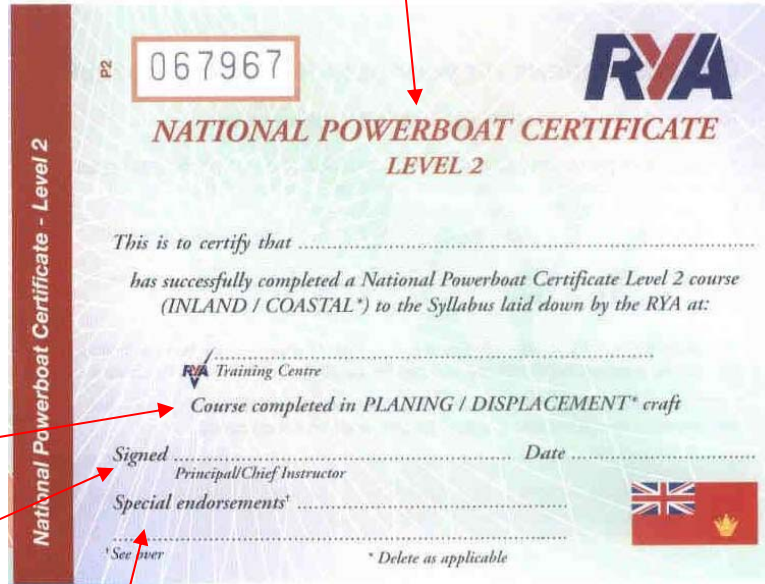 P2
067967
RYA
NATIONAL POWERBOAT CERTIFICATE
LEVEL 2
National Powerboat Certificate - Level 2
This is to certify that ..........
has successfully completed a National Powerboat Certificate Level 2 course
(INLAND / COASTAL*) to the Syllabus laid down by the RYA at:
RYA Training Centre
Course completed in PLANING / DISPLACEMENT* craft
Signed .......... Date ..........
Principal/Chief Instructor
Special endorsements† ..........
†See over
* Delete as applicable